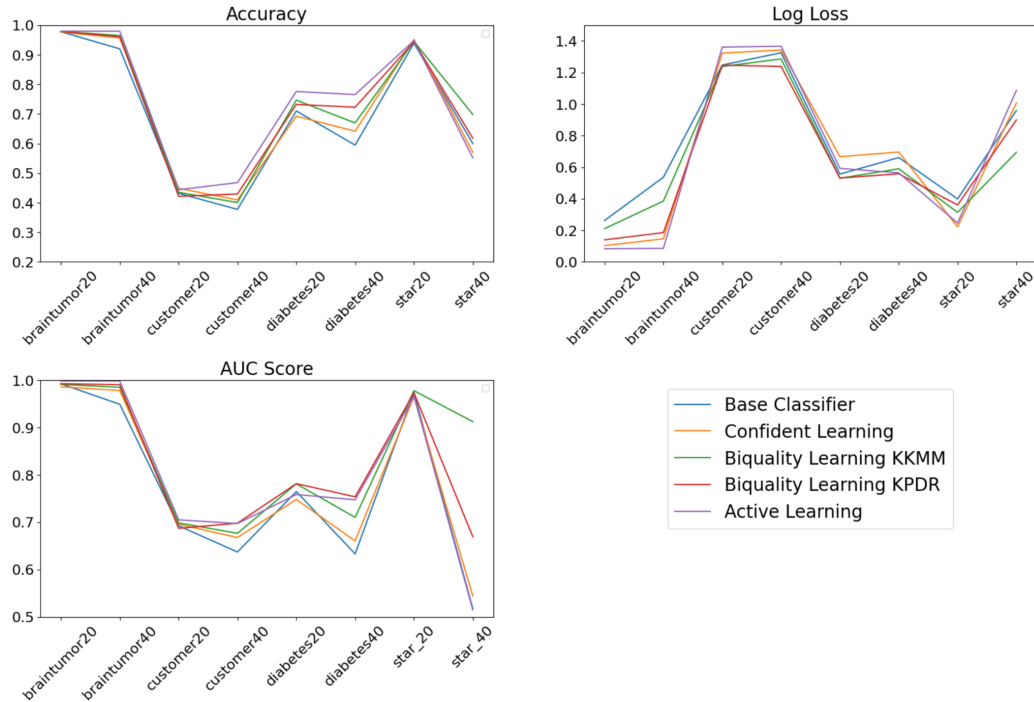 Accuracy
1.0
0.9
0.8
0.7
0.6
0.5
0.4
0.3
0.2
braintumor20
braintumor40
customer20
customer40
diabetes20
diabetes40
star20
star40
Log Loss
1.4
1.2
1.0
0.8
0.6
0.4
0.2
0.0
braintumor20
braintumor40
customer20
customer40
diabetes20
diabetes40
star20
star40
AUC Score
1.0
0.9
0.8
0.7
0.6
0.5
braintumor20
braintumor40
customer20
customer40
diabetes20
diabetes40
star_20
star_40
Base Classifier
Confident Learning
Biquality Learning KKMM
Biquality Learning KPDR
Active Learning